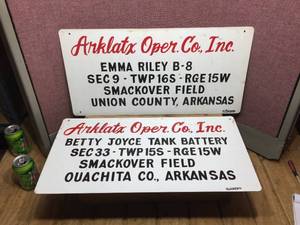 Arklatx Oper. Co., Inc.
EMMA RILEY B-8
SEC 9 - TWP 16S - RGE 15W
SMACKOVER FIELD
UNION COUNTY, ARKANSAS
Arklatx Oper. Co., Inc.
BETTY JOYCE TANK BATTERY
SEC 33 - TWP 15S - RGE 15W
SMACKOVER FIELD
OUACHITA CO., ARKANSAS